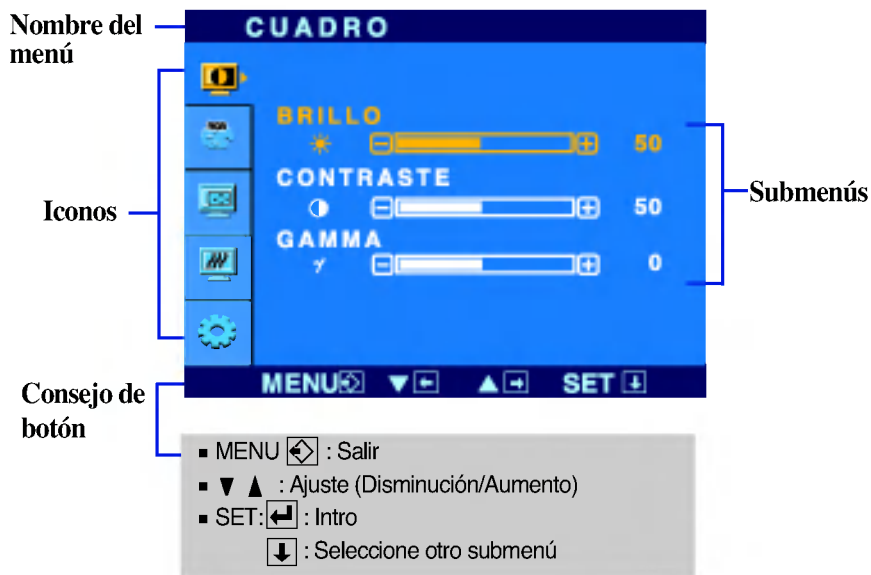 Nombre del
menú
CUADRO
BRILLO
50
CONTRASTE
50
GAMMA
0
Iconos
Submenús
MENU ▼ ▲ SET
Consejo de
botón
▪ MENU : Salir
▪ ▼ ▲ : Ajuste (Disminución/Aumento)
▪ SET: : Intro
: Seleccione otro submenú